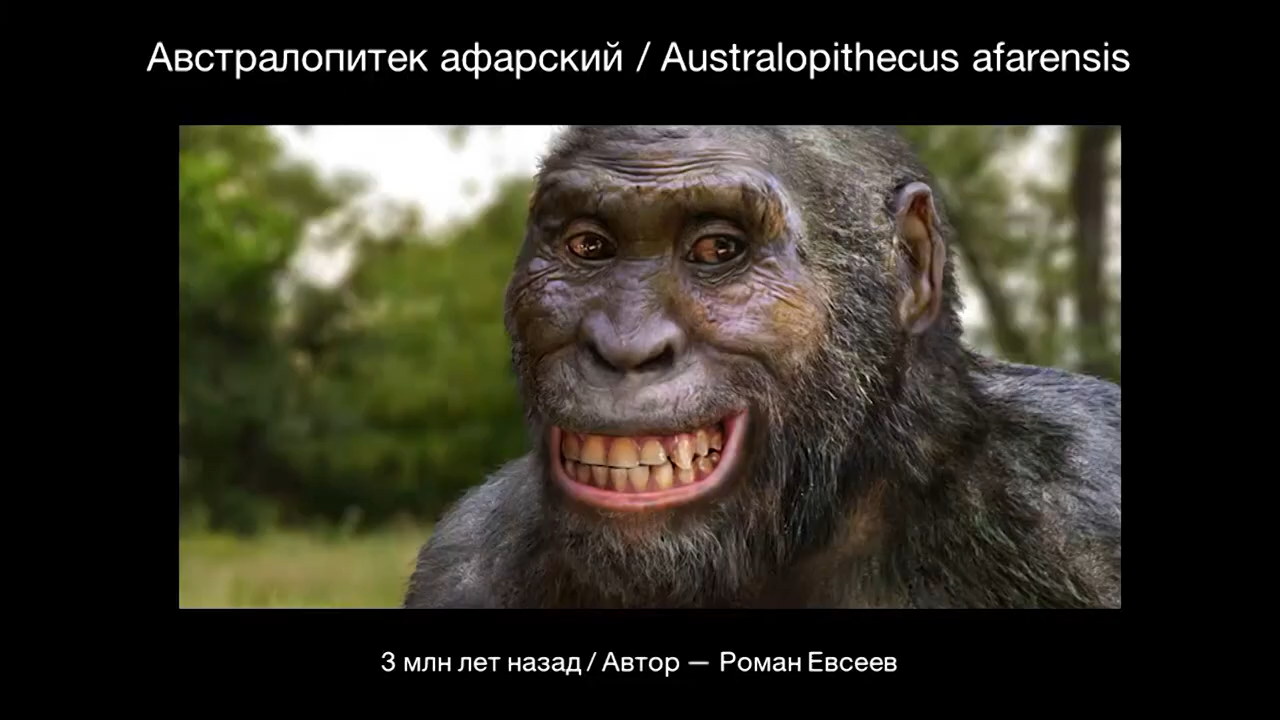 Австралопитек афарский / Australopithecus afarensis
3 млн лет назад / Автор — Роман Евсеев